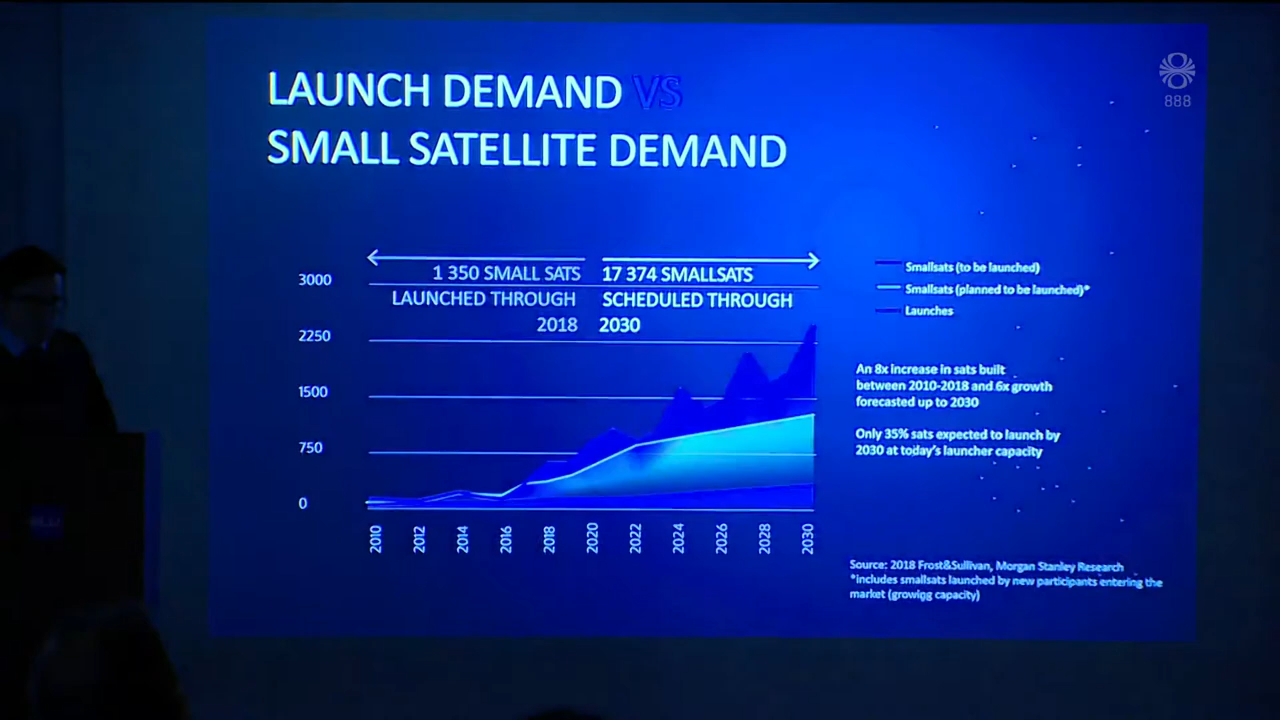 LAUNCH DEMAND VS
SMALL SATELLITE DEMAND
888
1 350 SMALL SATS
LAUNCHED THROUGH
2018
17 374 SMALLSATS
SCHEDULED THROUGH
2030
3000
2250
1500
750
0
2010
2012
2014
2016
2018
2020
2022
2024
2026
2028
2030
Smallsats (to be launched)
Smallsats (planned to be launched)*
Launches
An 8x increase in sats built
between 2010-2018 and 6x growth
forecasted up to 2030
Only 35% sats expected to launch by
2030 at today's launcher capacity
Source: 2018 Frost&Sullivan, Morgan Stanley Research
*includes smallsats launched by new participants entering the
market (growing capacity)